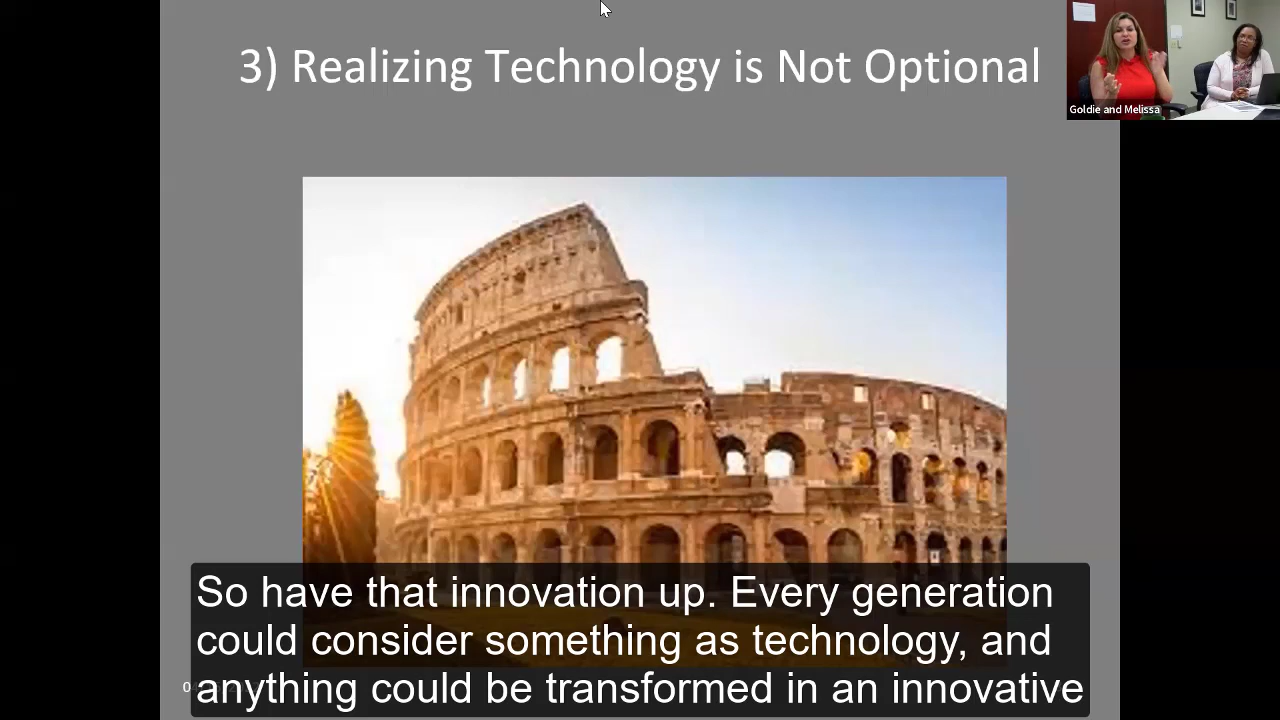 3) Realizing Technology is Not Optional
Goldie and Melissa
So have that innovation up. Every generation
could consider something as technology, and
anything could be transformed in an innovative